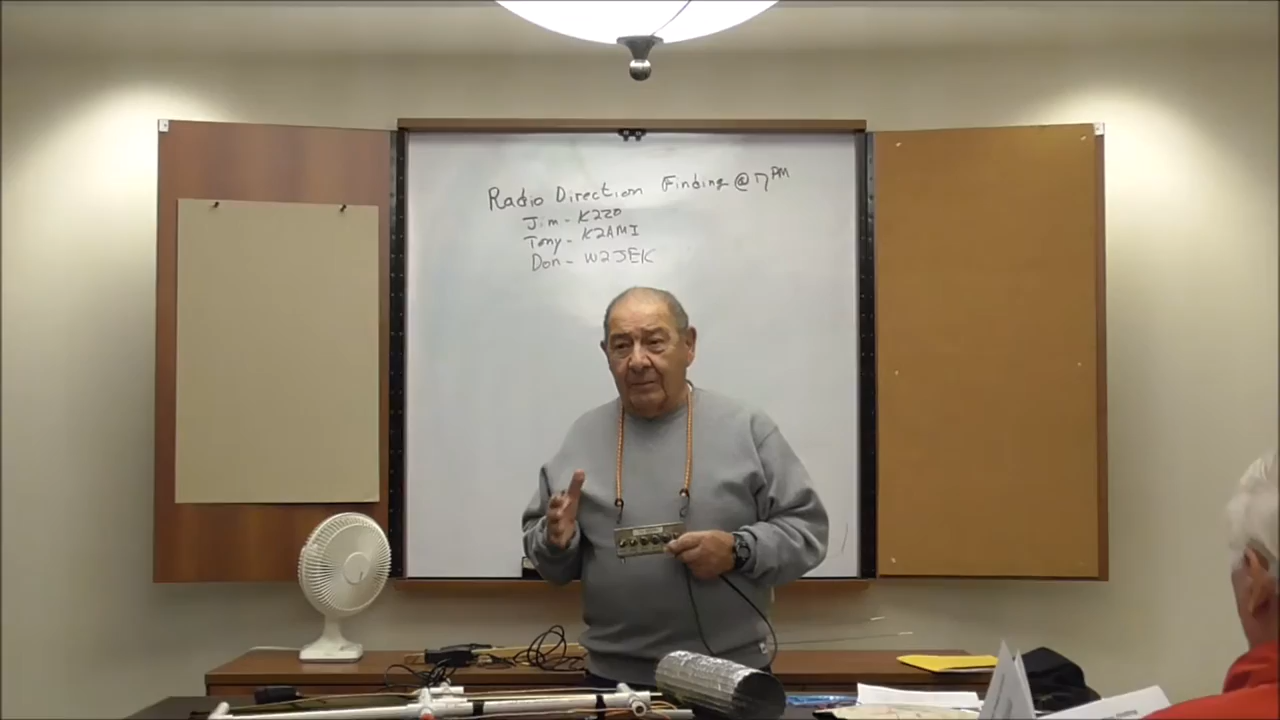 Radio Direction Finding @ 7PM
Jim - K2ZO
Tony - K2AMI
Don - W2JEK